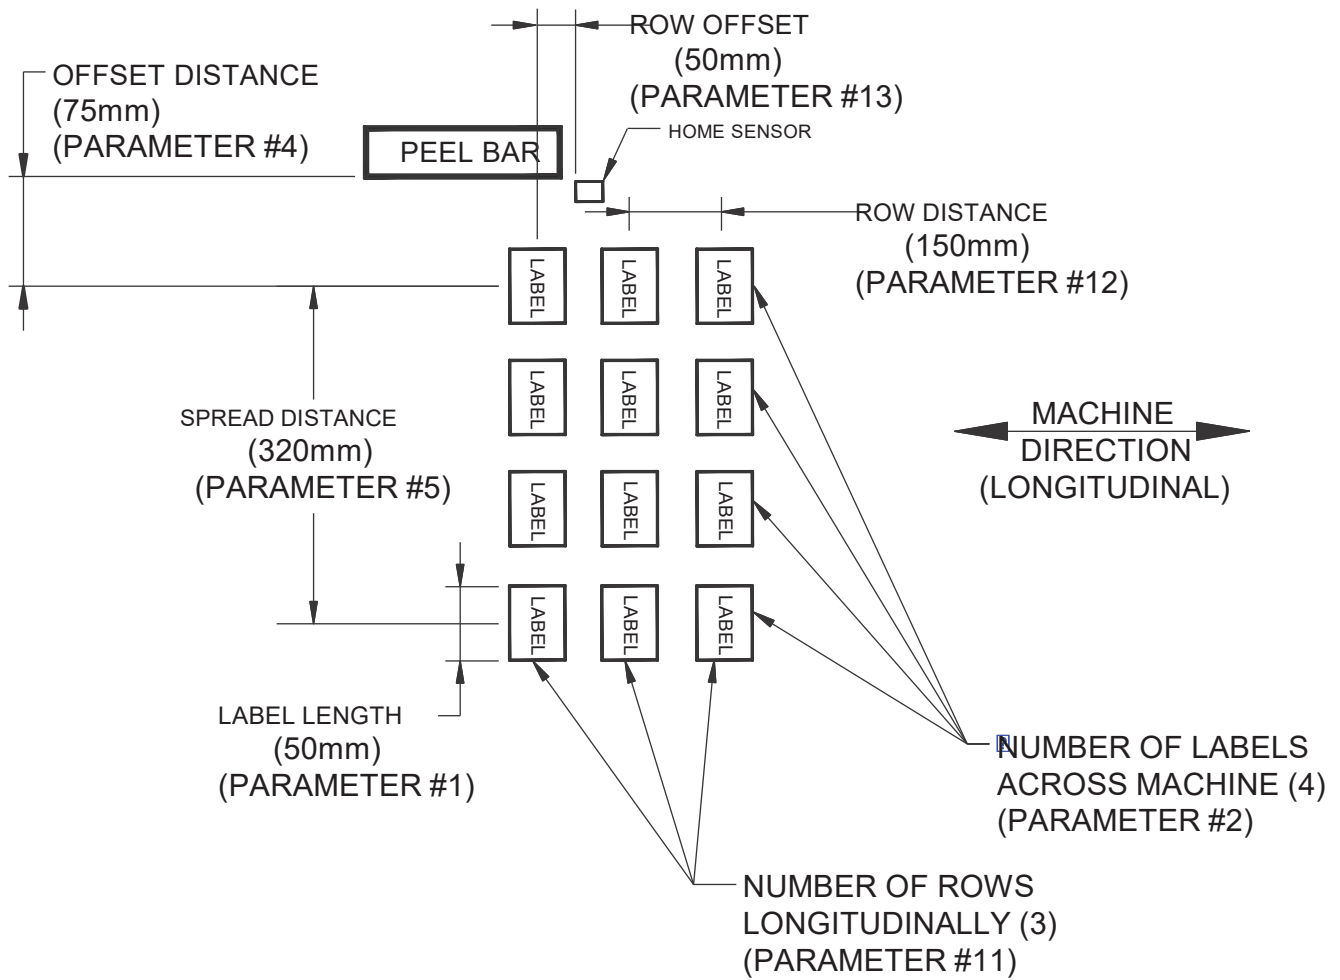 ROW OFFSET
(50mm)
(PARAMETER #13)
OFFSET DISTANCE
(75mm)
(PARAMETER #4)
HOME SENSOR
PEEL BAR
ROW DISTANCE
(150mm)
(PARAMETER #12)
LABEL LABEL LABEL
LABEL LABEL LABEL
SPREAD DISTANCE
(320mm)
(PARAMETER #5)
MACHINE
DIRECTION
(LONGITUDINAL)
LABEL LABEL LABEL
LABEL LABEL LABEL
LABEL LENGTH
(50mm)
(PARAMETER #1)
NUMBER OF LABELS
ACROSS MACHINE (4)
(PARAMETER #2)
NUMBER OF ROWS
LONGITUDINALLY (3)
(PARAMETER #11)